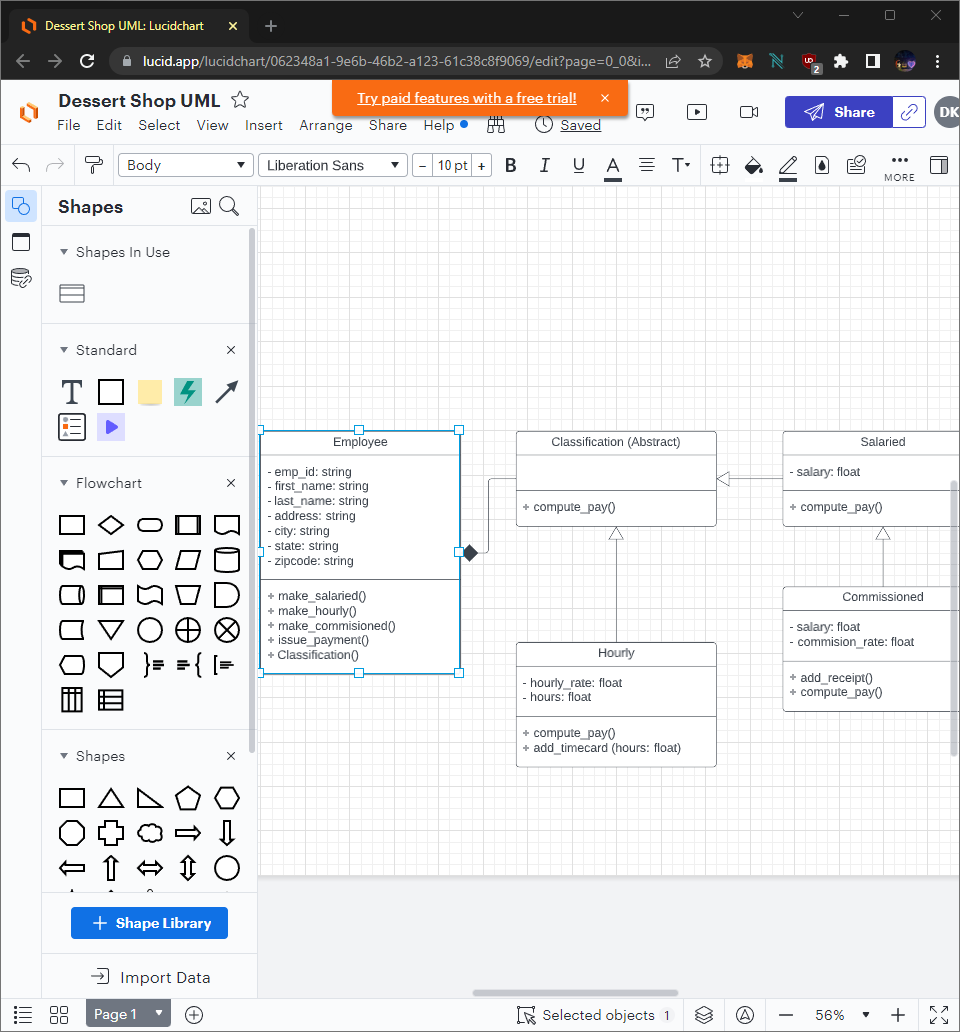 Dessert Shop UML: Lucidchart
lucid.app/lucidchart/062348a1-9e6b-46b2-a123-61c38c8f9069/edit?page=0_0&i...
UD
2
Dessert Shop UML
Try paid features with a free trial!
File Edit Select View Insert Arrange Share Help
Saved
Share
DK
Body
Liberation Sans
− 10 pt +
B I U A T
MORE
Shapes
Shapes In Use
Standard
T
Flowchart
Shapes
+ Shape Library
Import Data
Employee
- emp_id: string
- first_name: string
- last_name: string
- address: string
- city: string
- state: string
- zipcode: string
+ make_salaried()
+ make_hourly()
+ make_commisioned()
+ issue_payment()
+ Classification()
Classification (Abstract)
+ compute_pay()
Salaried
- salary: float
+ compute_pay()
Hourly
- hourly_rate: float
- hours: float
+ compute_pay()
+ add_timecard (hours: float)
Commissioned
- salary: float
- commision_rate: float
+ add_receipt()
+ compute_pay()
Page 1
Selected objects 1
− 56% +